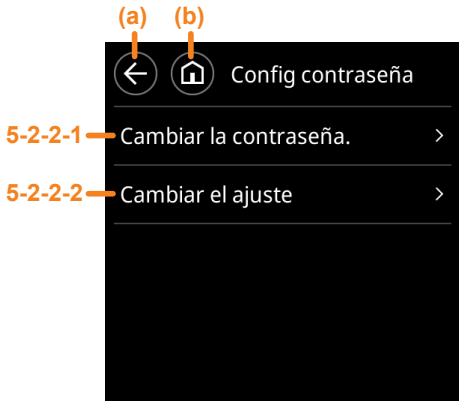 (a) (b)
Config contraseña
5-2-2-1 Cambiar la contraseña.
5-2-2-2 Cambiar el ajuste